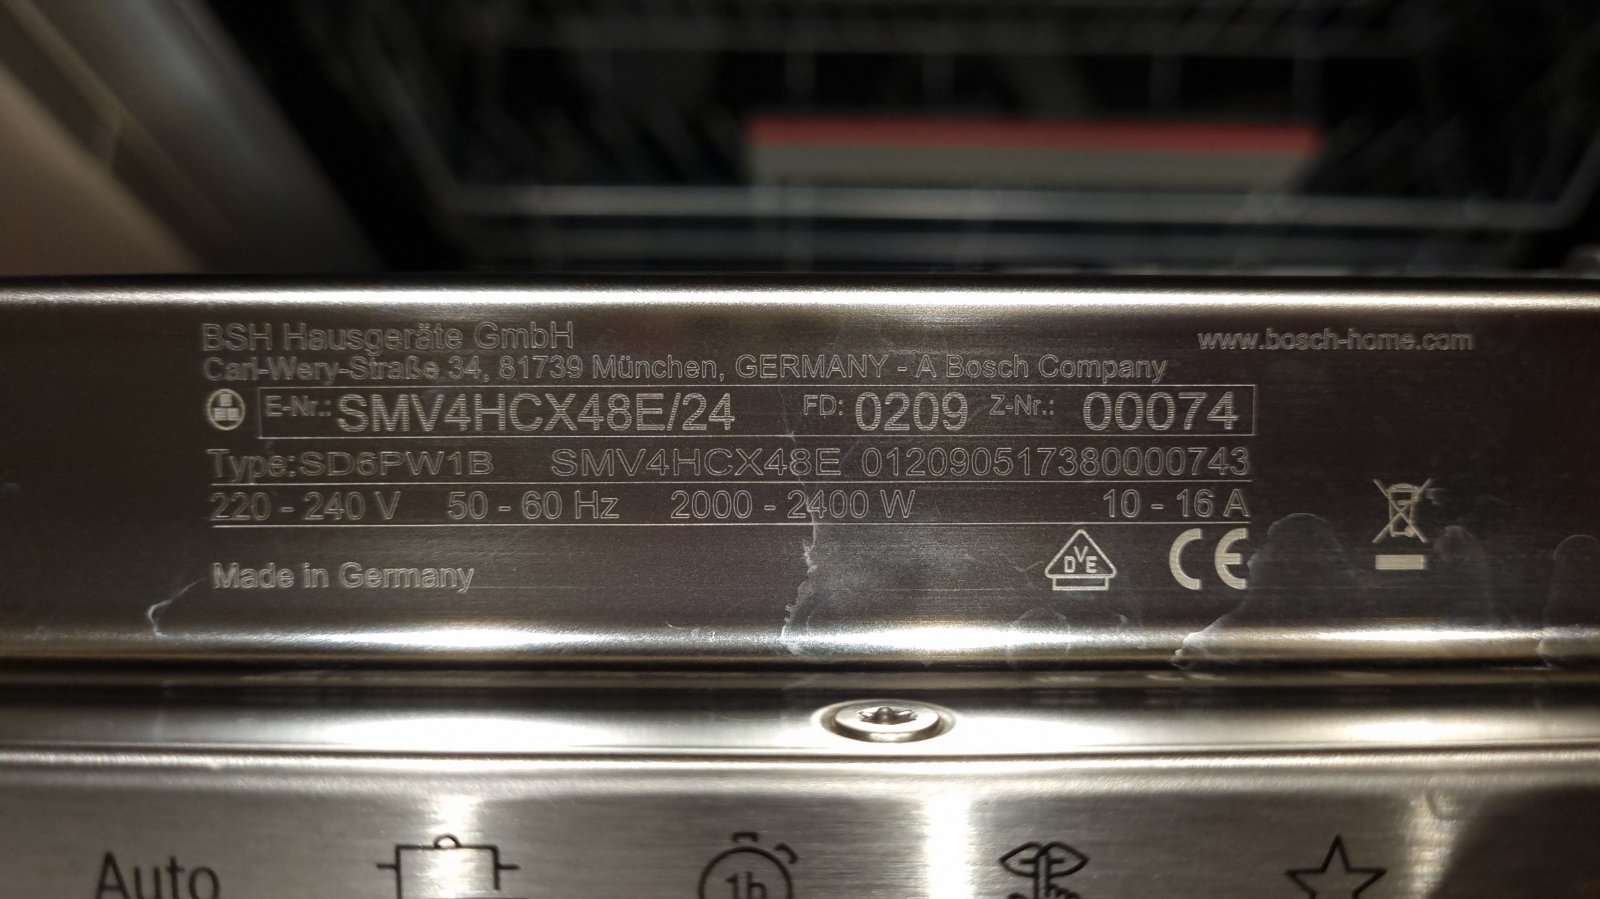 BSH Hausgeräte GmbH
www.bosch-home.com
Carl-Wery-Straße 34, 81739 München, GERMANY - A Bosch Company
E-Nr.: SMV4HCX48E/24 FD: 0209 Z-Nr.: 00074
Type: SD6PW1B SMV4HCX48E 012090517380000743
220 - 240 V 50 - 60 Hz 2000 - 2400 W 10 - 16 A
Made in Germany
DVE
CE
Auto
1h